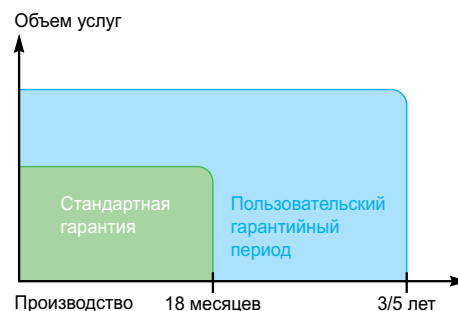 Объем услуг
Стандартная
гарантия
Пользовательский
гарантийный
период
Производство
18 месяцев
3/5 лет